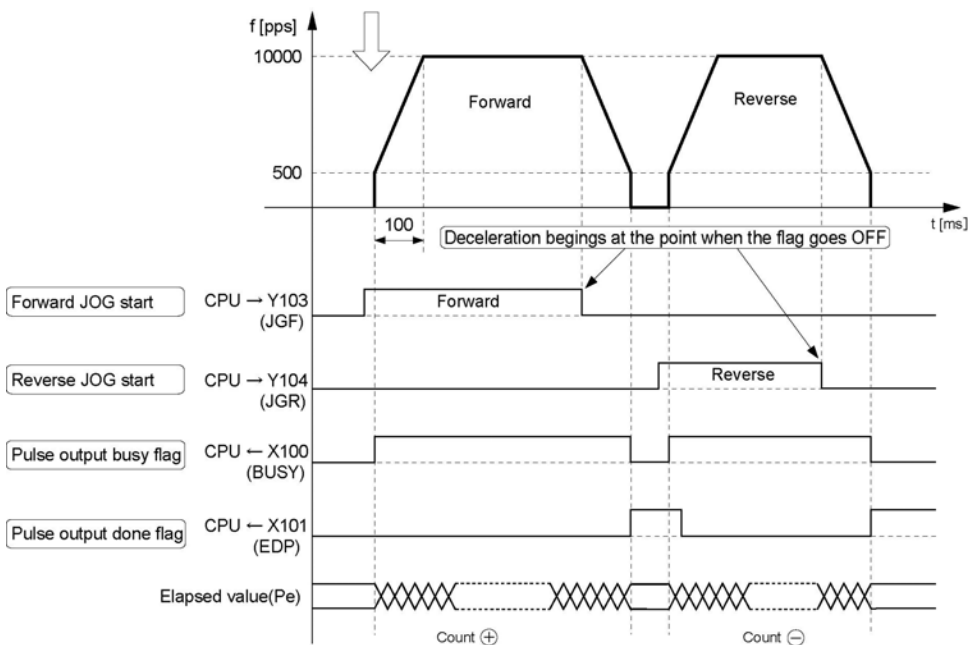 f [pps]
10000
Forward
Reverse
500
t [ms]
100
Deceleration begings at the point when the flag goes OFF
Forward JOG start
CPU → Y103
(JGF)
Forward
Reverse JOG start
CPU → Y104
(JGR)
Reverse
Pulse output busy flag
CPU ← X100
(BUSY)
Pulse output done flag
CPU ← X101
(EDP)
Elapsed value(Pe)
Count ⊕
Count ⊖